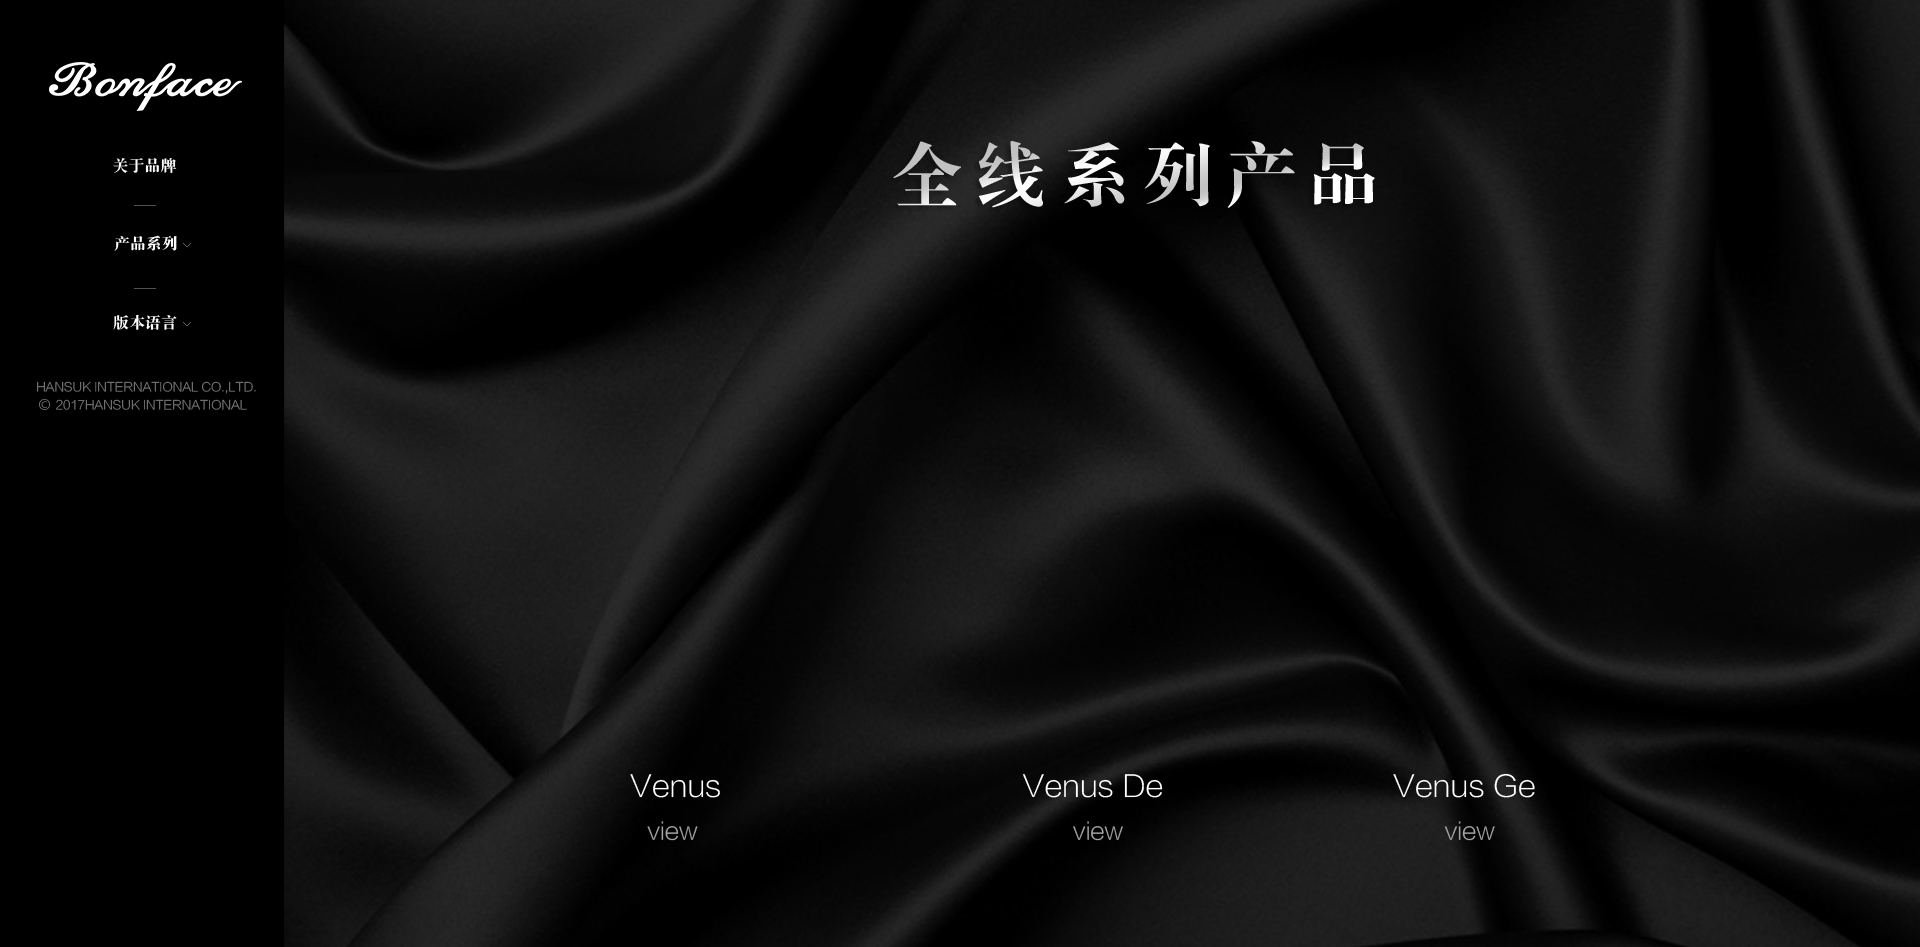 Bonface
关于品牌
产品系列
版本语言
HANSUK INTERNATIONAL CO.,LTD.
© 2017HANSUK INTERNATIONAL
全线系列产品
Venus
view
Venus De
view
Venus Ge
view